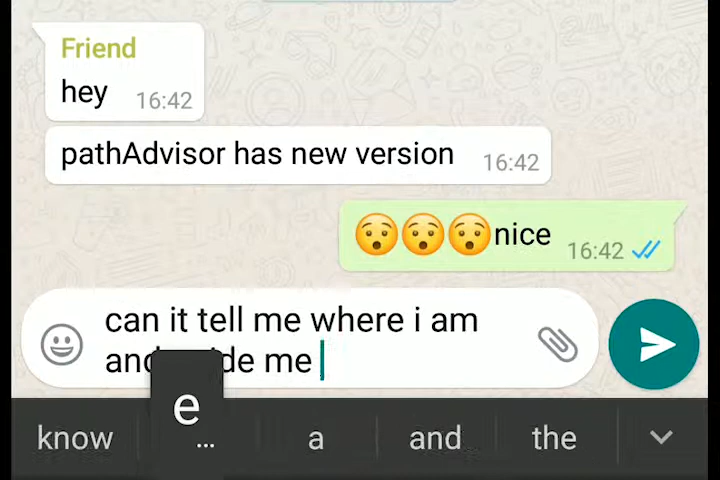 Friend
hey 16:42
pathAdvisor has new version 16:42
😯😯😯nice 16:42
can it tell me where i am
and de me
e
...
know a and the